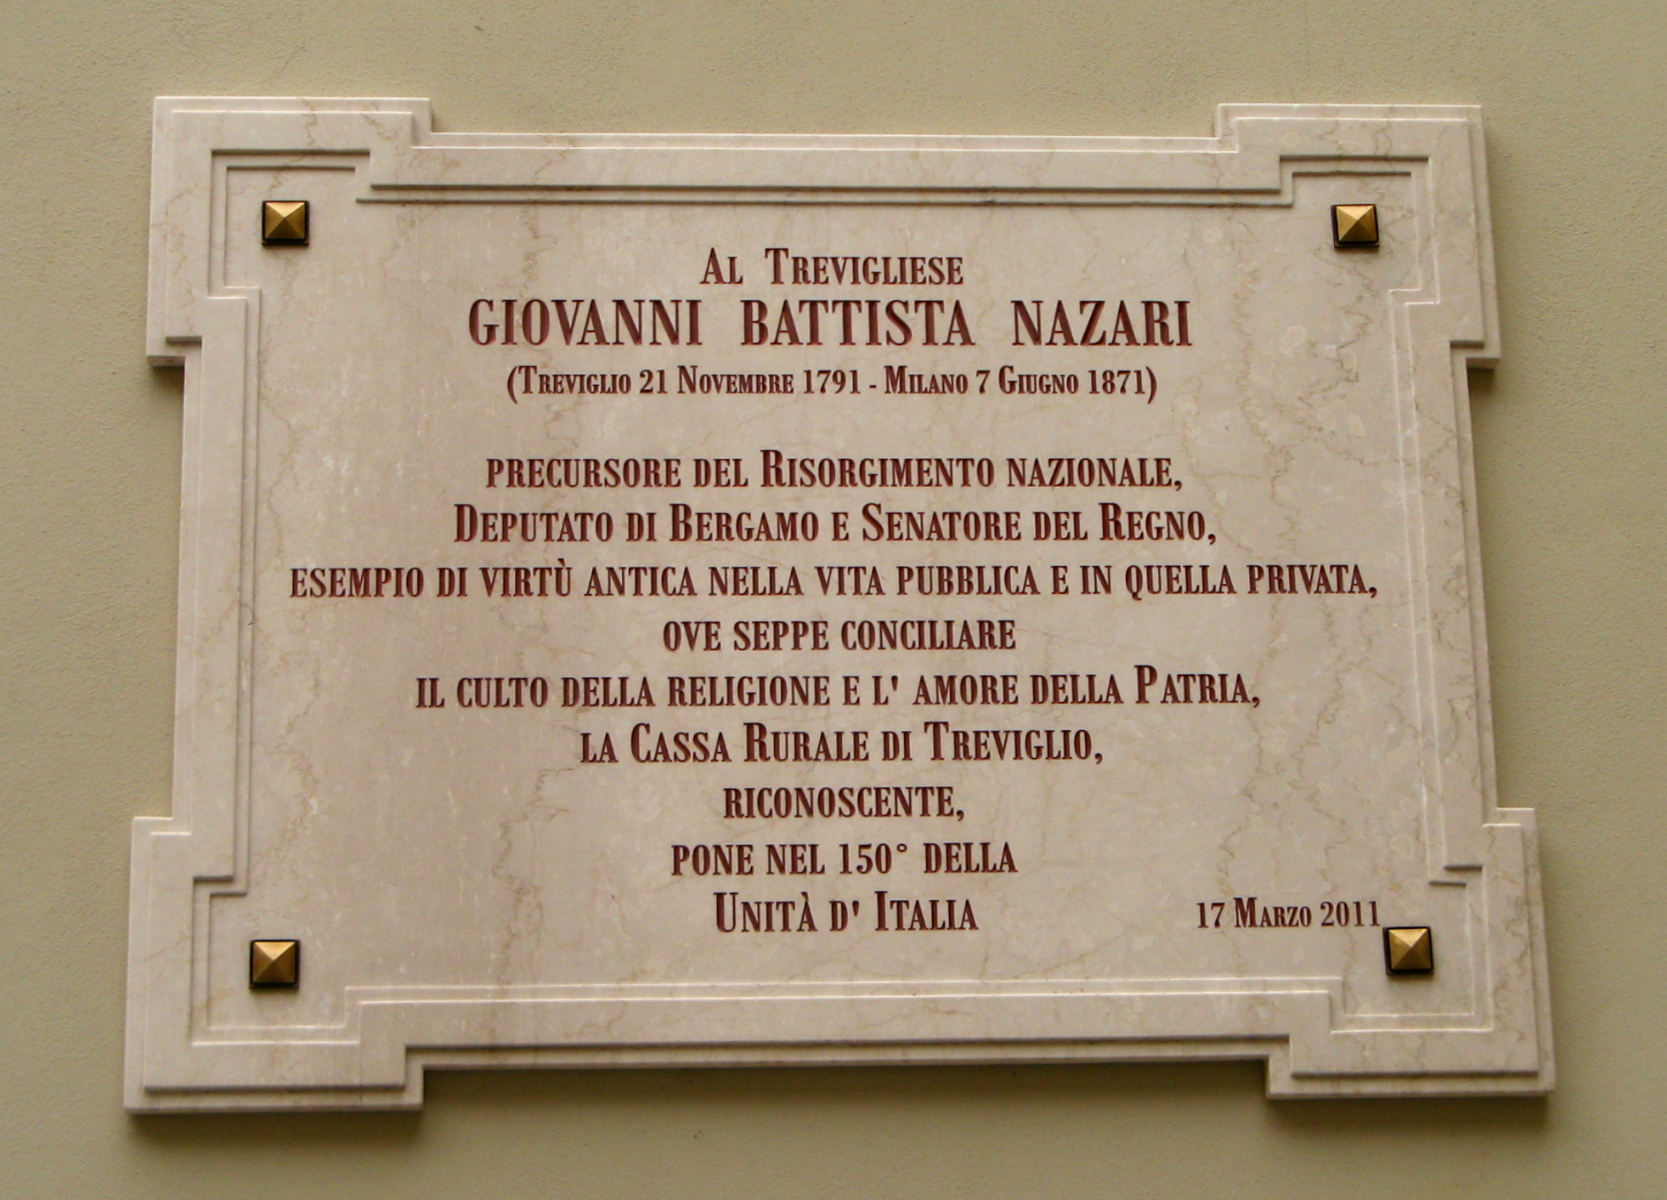 Al Trevigliese
GIOVANNI BATTISTA NAZARI
(Treviglio 21 Novembre 1791 - Milano 7 Giugno 1871)
precursore del Risorgimento nazionale,
Deputato di Bergamo e Senatore del Regno,
esempio di virtù antica nella vita pubblica e in quella privata,
ove seppe conciliare
il culto della religione e l' amore della Patria,
la Cassa Rurale di Treviglio,
riconoscente,
pone nel 150° della
Unità d' Italia
17 Marzo 2011